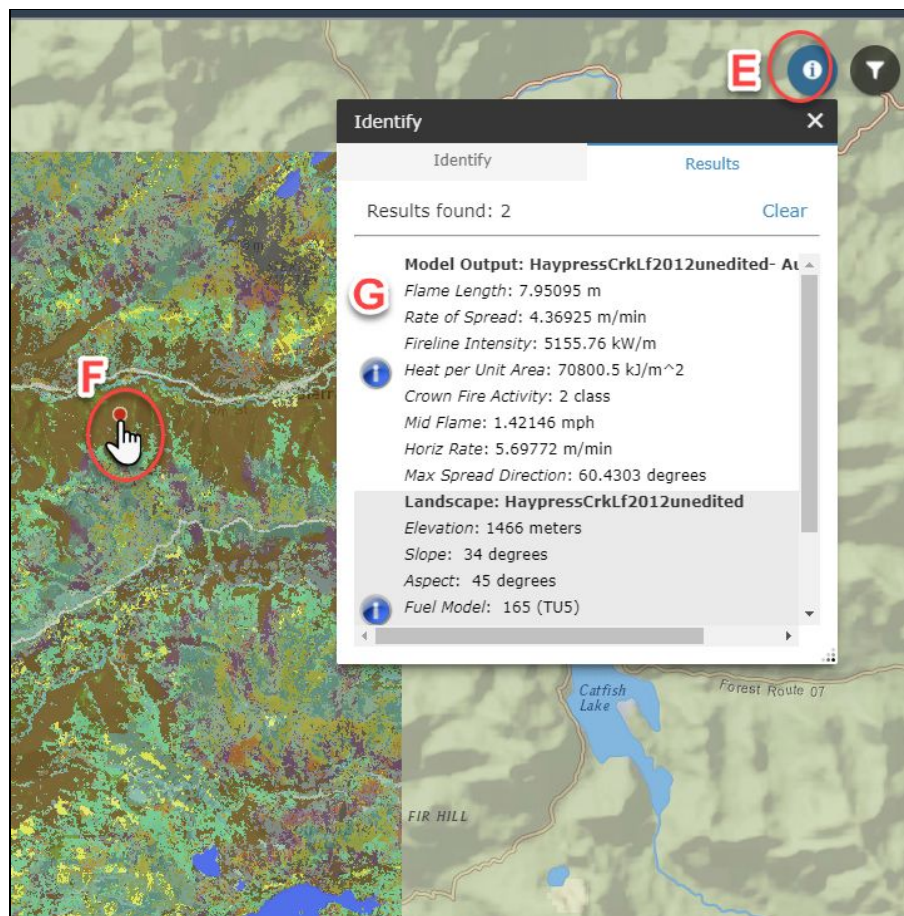 E
Identify
Identify Results
Results found: 2 Clear
Model Output: HaypressCrkLf2012unedited- Au
G
Flame Length: 7.95095 m
Rate of Spread: 4.36925 m/min
Fireline Intensity: 5155.76 kW/m
Heat per Unit Area: 70800.5 kJ/m^2
Crown Fire Activity: 2 class
Mid Flame: 1.42146 mph
Horiz Rate: 5.69772 m/min
Max Spread Direction: 60.4303 degrees
Landscape: HaypressCrkLf2012unedited
Elevation: 1466 meters
Slope: 34 degrees
Aspect: 45 degrees
Fuel Model: 165 (TU5)
F
Catfish
Lake
Forest Route 07
FIR HILL